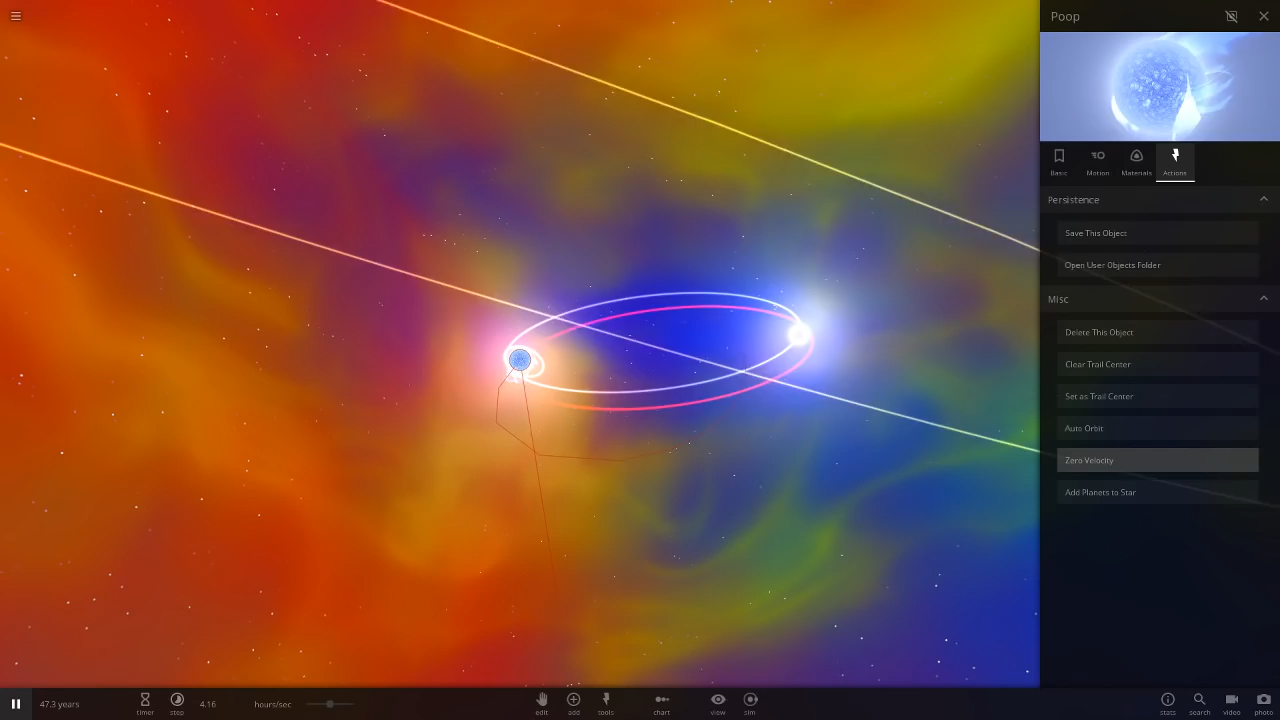 Poop
Basic
Motion
Materials
Actions
Persistence
Save This Object
Open User Objects Folder
Misc
Delete This Object
Clear Trail Center
Set as Trail Center
Auto Orbit
Zero Velocity
Add Planets to Star
47.3 years
timer
step
4.16
hours/sec
edit
add
tools
chart
view
sim
stats
search
video
photo